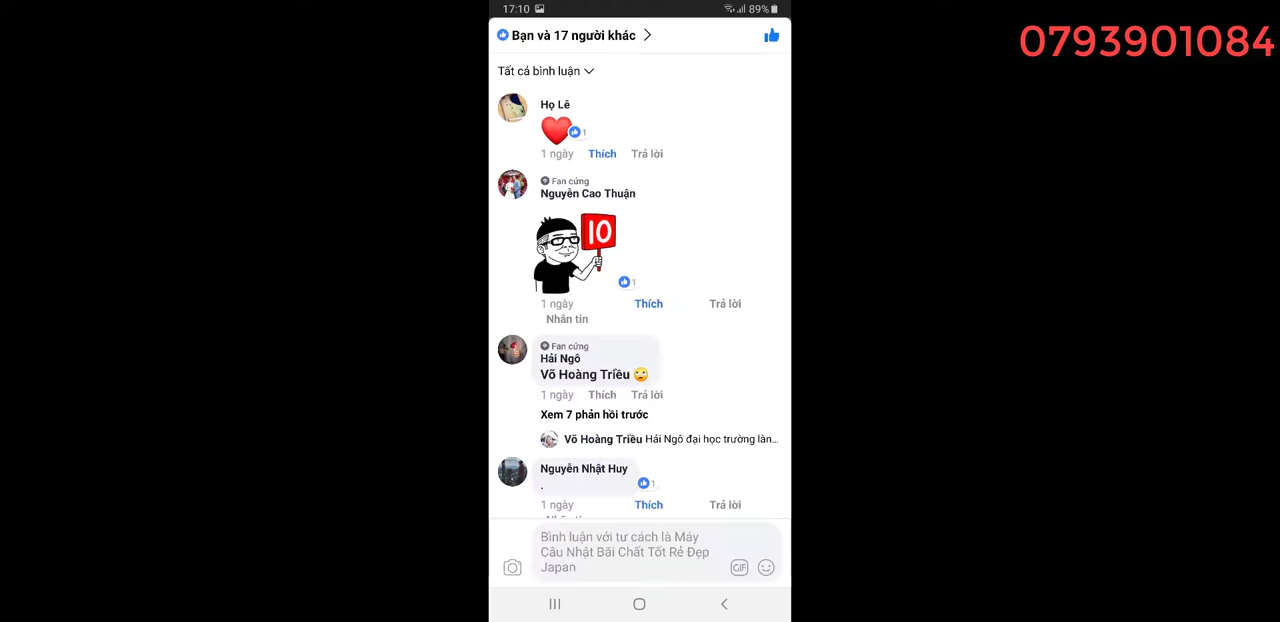 17:10 89%
0793901084
Bạn và 17 người khác
Tất cả bình luận
Họ Lê
1
1 ngày Thích Trả lời
Fan cứng
Nguyễn Cao Thuận
10
1
1 ngày Thích Trả lời
Nhắn tin
Fan cứng
Hải Ngô
Võ Hoàng Triều
1 ngày Thích Trả lời
Xem 7 phản hồi trước
Võ Hoàng Triều Hải Ngô đại học trường làn...
Nguyễn Nhật Huy
.
1
1 ngày Thích Trả lời
Nhắn tin
Bình luận với tư cách là Máy
Câu Nhật Bãi Chất Tốt Rẻ Đẹp
Japan
GIF